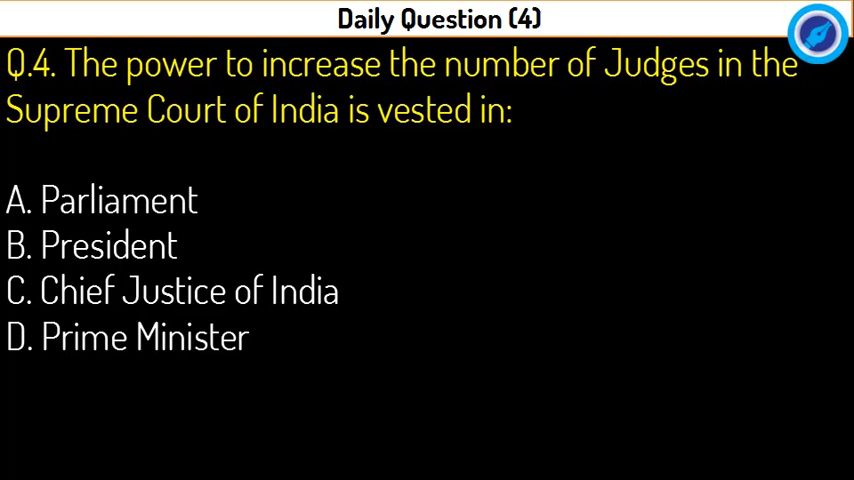 Daily Question (4)
Q.4. The power to increase the number of Judges in the
Supreme Court of India is vested in:
A. Parliament
B. President
C. Chief Justice of India
D. Prime Minister